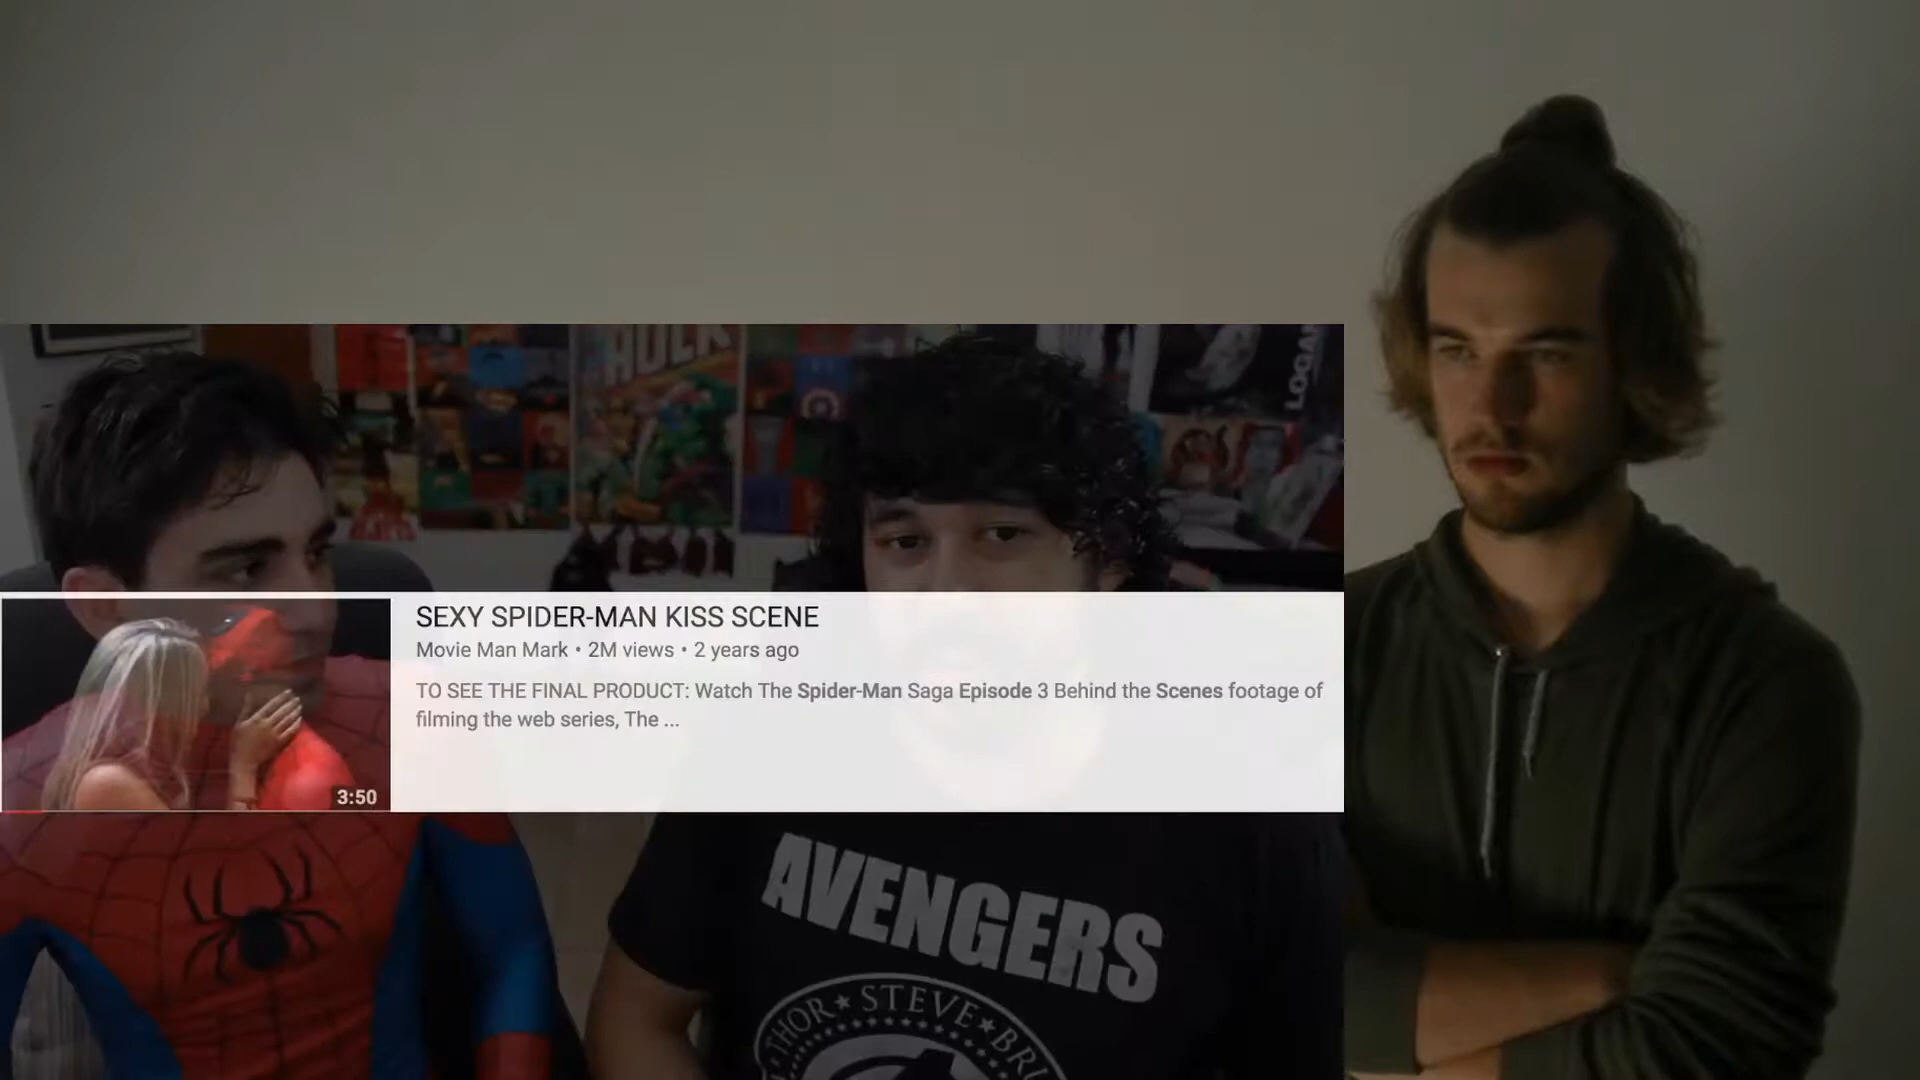 HULK
LOGAN
SEXY SPIDER-MAN KISS SCENE
Movie Man Mark • 2M views • 2 years ago
TO SEE THE FINAL PRODUCT: Watch The Spider-Man Saga Episode 3 Behind the Scenes footage of
filming the web series, The ...
3:50
AVENGERS
THOR★STEVE★BRU